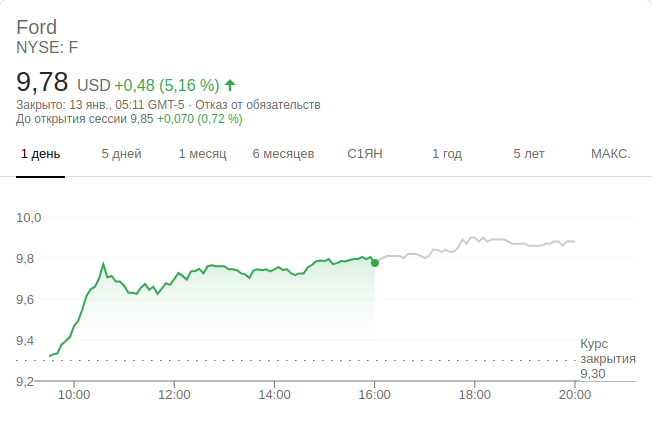 Ford
NYSE: F
9,78 USD +0,48 (5,16 %)
Закрыто: 13 янв., 05:11 GMT-5 · Отказ от обязательств
До открытия сессии 9,85 +0,070 (0,72 %)
1 день 5 дней 1 месяц 6 месяцев С1ЯН 1 год 5 лет МАКС.
10,0
9,8
9,6
9,4
Курс
закрытия
9,30
9,2
10:00 12:00 14:00 16:00 18:00 20:00